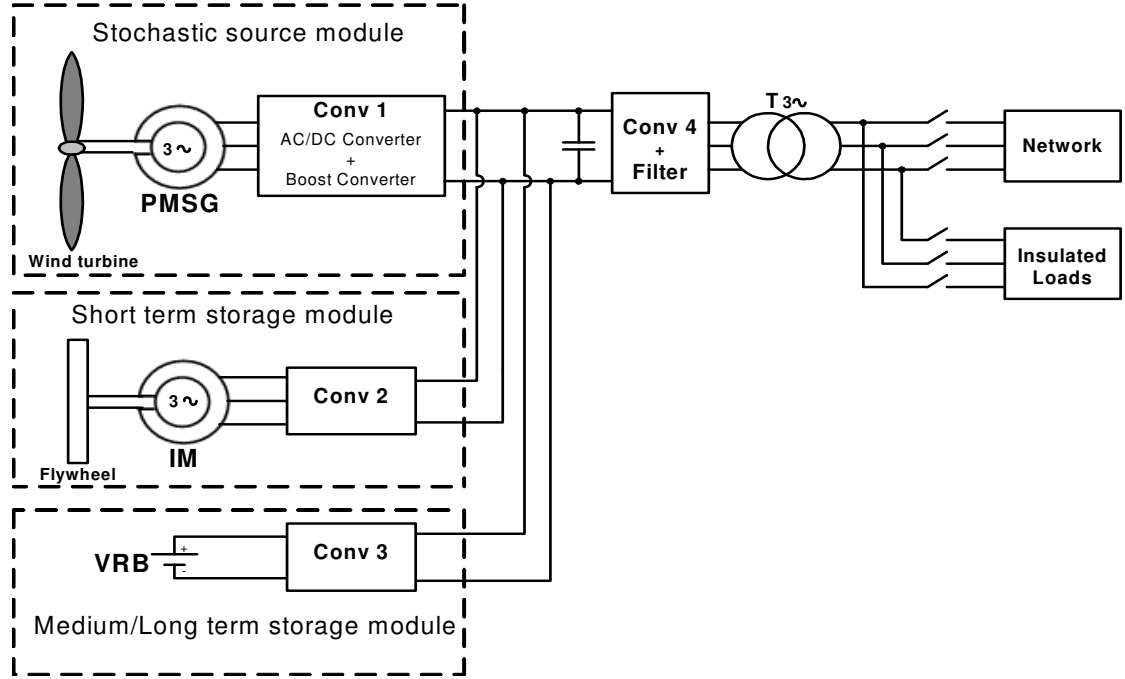 Stochastic source module
3∿
PMSG
Wind turbine
Conv 1
AC/DC Converter
+
Boost Converter
Conv 4
+
Filter
T 3∿
Network
Insulated
Loads
Short term storage module
3∿
IM
Flywheel
Conv 2
VRB
+
-
Conv 3
Medium/Long term storage module